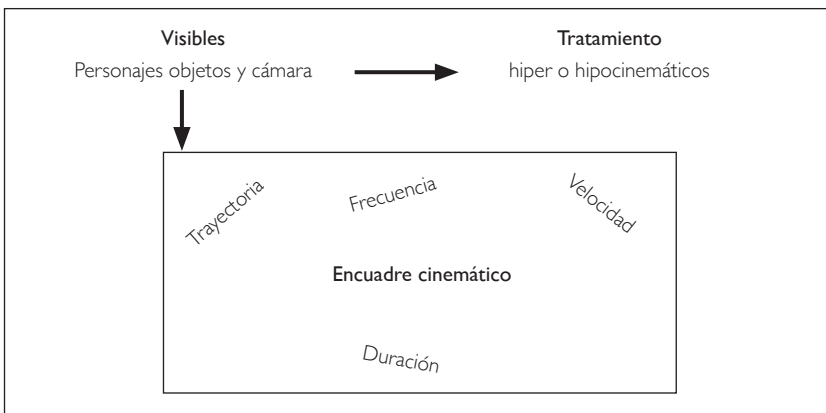 Visibles
Tratamiento
Personajes objetos y cámara
hiper o hipocinemáticos
Trayectoria
Frecuencia
Velocidad
Encuadre cinemático
Duración